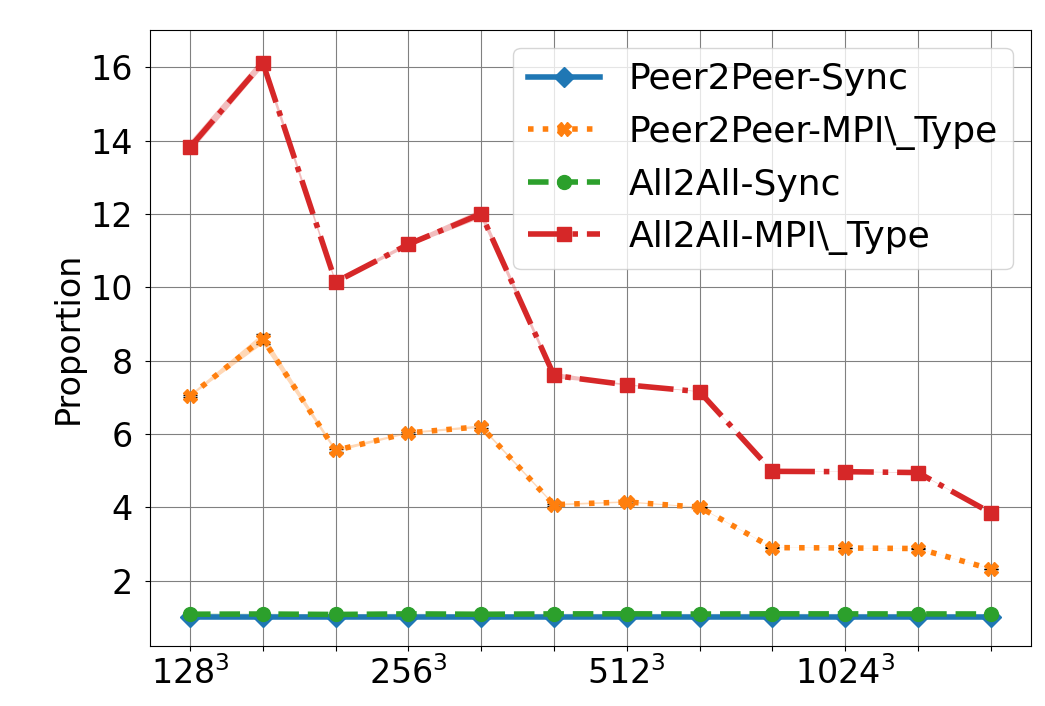 Proportion
16
14
12
10
8
6
4
2
128³
256³
512³
1024³
Peer2Peer-Sync
Peer2Peer-MPI\_Type
All2All-Sync
All2All-MPI\_Type